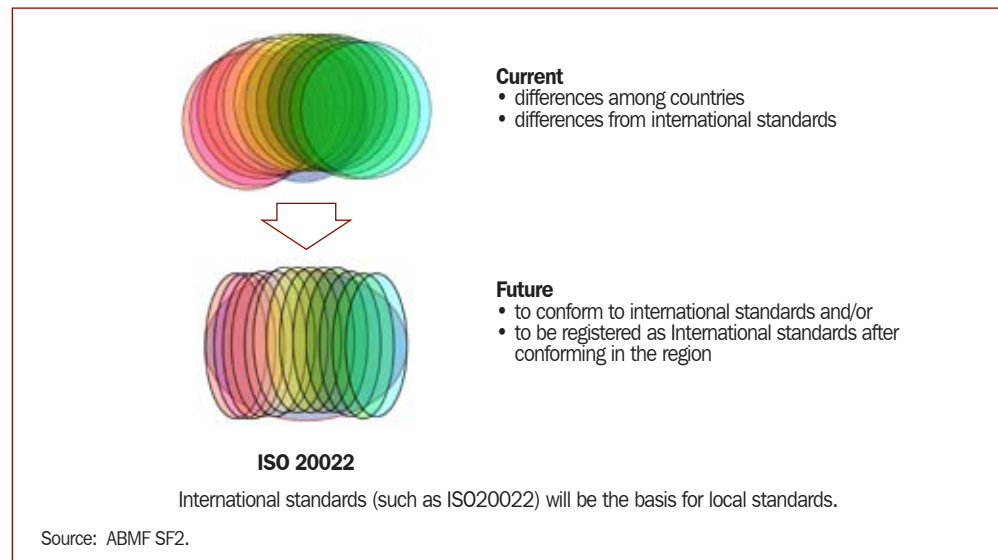 Current
• differences among countries
• differences from international standards
Future
• to conform to international standards and/or
• to be registered as International standards after
conforming in the region
ISO 20022
International standards (such as ISO20022) will be the basis for local standards.
Source: ABMF SF2.